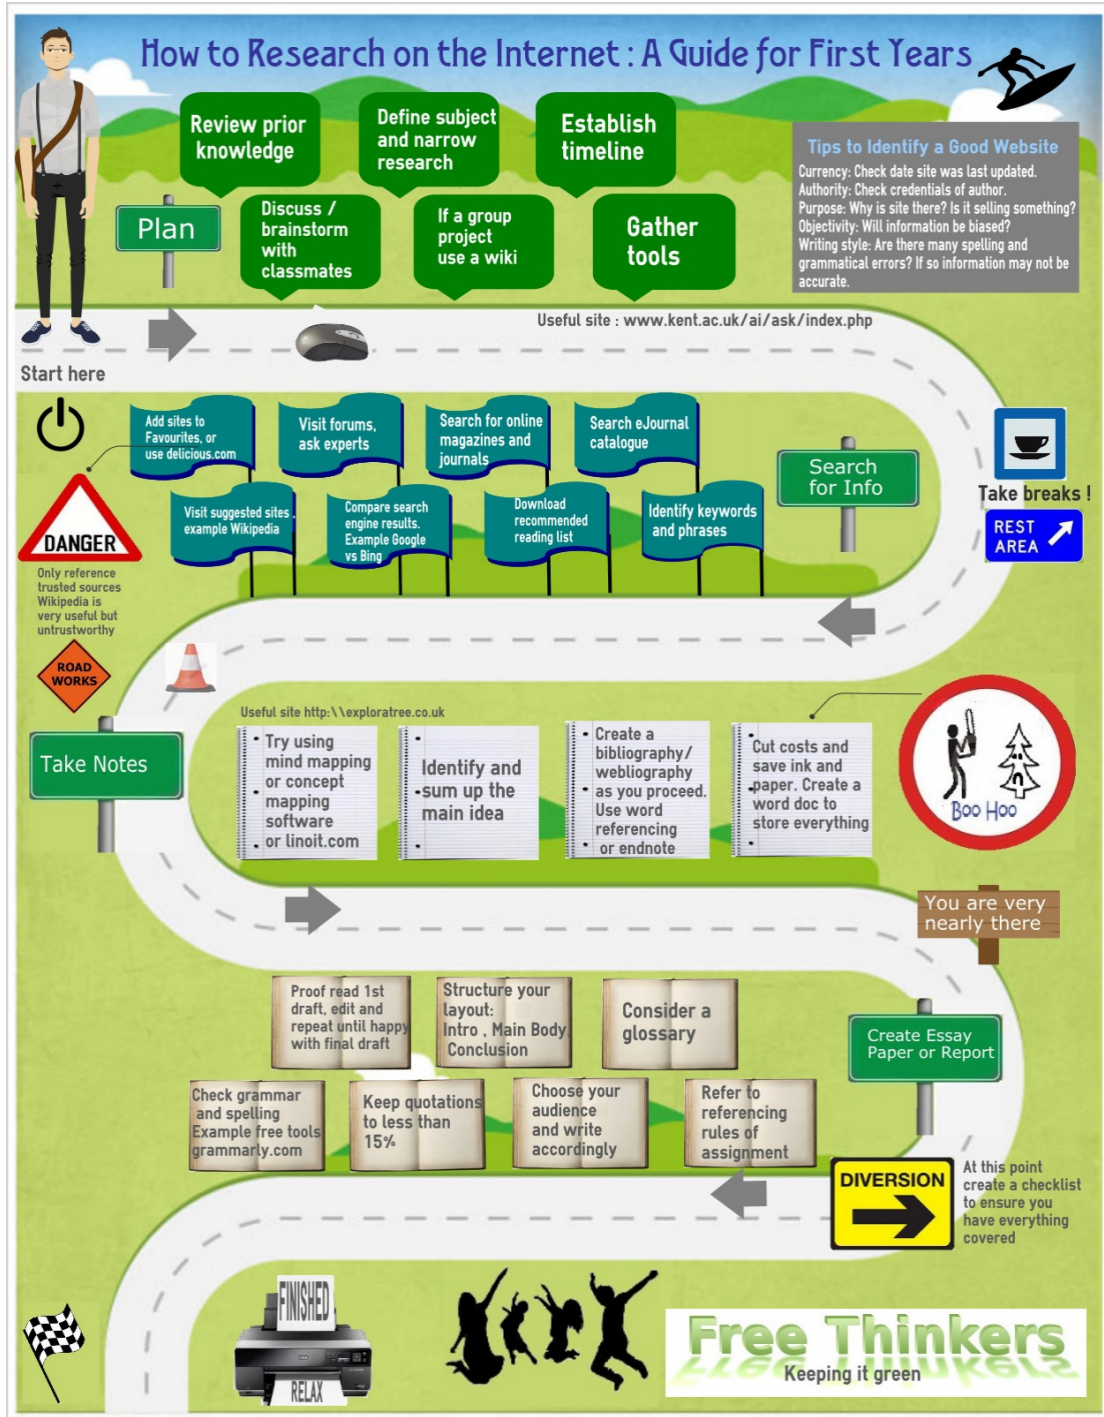 How to Research on the Internet : A Guide for First Years
Review prior
knowledge
Define subject
and narrow
research
Establish
timeline
Plan
Discuss /
brainstorm
with
classmates
If a group
project
use a wiki
Gather
tools
Tips to Identify a Good Website
Currency: Check date site was last updated.
Authority: Check credentials of author.
Purpose: Why is site there? Is it selling something?
Objectivity: Will information be biased?
Writing style: Are there many spelling and
grammatical errors? If so information may not be
accurate.
Useful site : www.kent.ac.uk/ai/ask/index.php
Start here
Add sites to
Favourites, or
use delicious.com
Visit forums,
ask experts
Search for online
magazines and
journals
Search eJournal
catalogue
Search
for Info
Take breaks !
REST
AREA
Visit suggested sites ,
example Wikipedia
Compare search
engine results.
Example Google
vs Bing
Download
recommended
reading list
Identify keywords
and phrases
DANGER
Only reference
trusted sources
Wikipedia is
very useful but
untrustworthy
ROAD
WORKS
Take Notes
Useful site http:\\exploratree.co.uk
Try using
mind mapping
or concept
mapping
software
or linoit.com
Identify and
sum up the
main idea
Create a
bibliography/
webliography
as you proceed.
Use word
referencing
or endnote
Cut costs and
save ink and
paper. Create a
word doc to
store everything
Boo Hoo
You are very
nearly there
Proof read 1st
draft, edit and
repeat until happy
with final draft
Structure your
layout:
Intro , Main Body,
Conclusion
Consider a
glossary
Create Essay
Paper or Report
Check grammar
and spelling
Example free tools
grammarly.com
Keep quotations
to less than
15%
Choose your
audience
and write
accordingly
Refer to
referencing
rules of
assignment
DIVERSION
At this point
create a checklist
to ensure you
have everything
covered
FINISHED
RELAX
Free Thinkers
Keeping it green